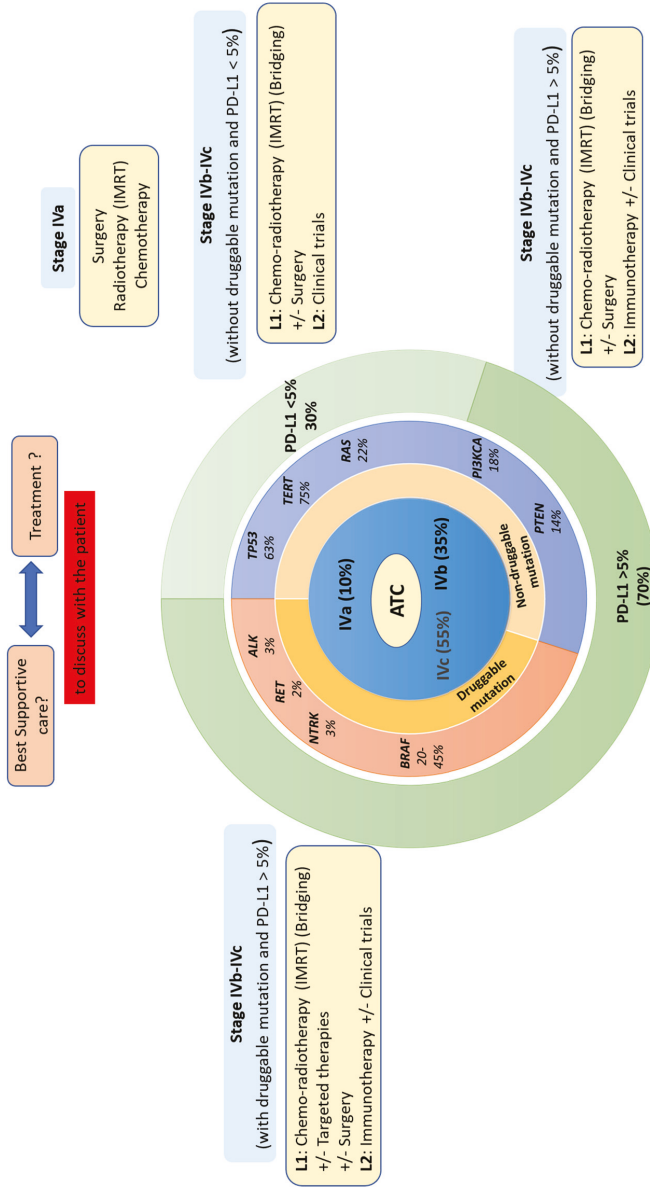 Best Supportive
care?
Treatment ?
to discuss with the patient
Stage IVa
Surgery
Radiotherapy (IMRT)
Chemotherapy
Stage IVb-IVc
(without druggable mutation and PD-L1 < 5%)
L1: Chemo-radiotherapy (IMRT) (Bridging)
+/- Surgery
L2: Clinical trials
Stage IVb-IVc
(with druggable mutation and PD-L1 > 5%)
L1: Chemo-radiotherapy (IMRT) (Bridging)
+/- Targeted therapies
+/- Surgery
L2: Immunotherapy +/- Clinical trials
PD-L1 <5%
30%
TP53
63%
TERT
75%
RAS
22%
PI3KCA
18%
PTEN
14%
ALK
3%
RET
2%
NTRK
3%
BRAF
20-
45%
IVa (10%)
ATC
IVb (35%)
IVc (55%)
Druggable
mutation
Non-druggable
mutation
PD-L1 >5%
(70%)
Stage IVb-IVc
(without druggable mutation and PD-L1 > 5%)
L1: Chemo-radiotherapy (IMRT) (Bridging)
+/- Surgery
L2: Immunotherapy +/- Clinical trials